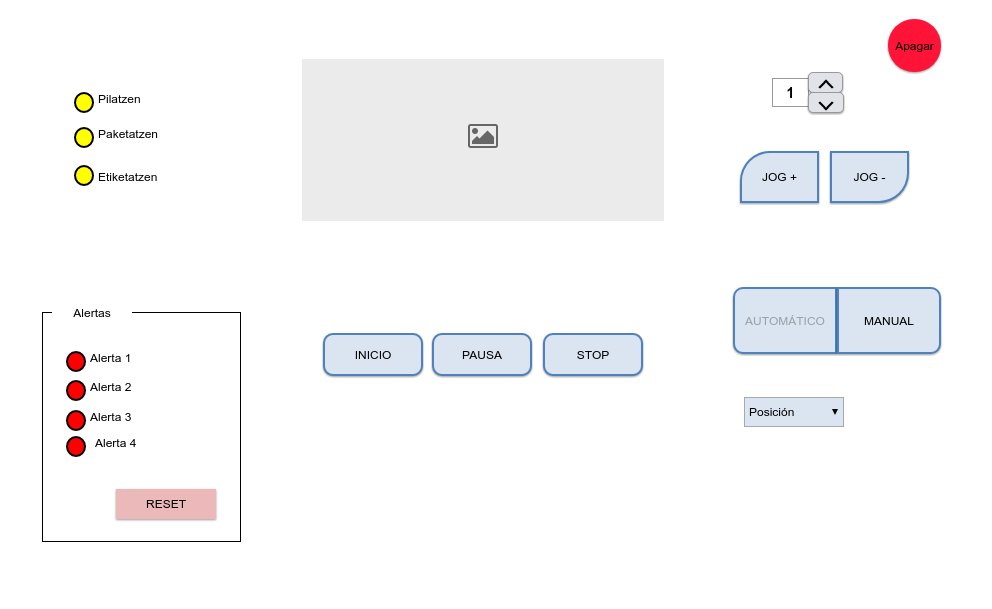 Apagar
Pilatzen
Paketatzen
Etiketatzen
1
JOG +
JOG -
Alertas
Alerta 1
Alerta 2
Alerta 3
Alerta 4
RESET
INICIO
PAUSA
STOP
AUTOMÁTICO
MANUAL
Posición